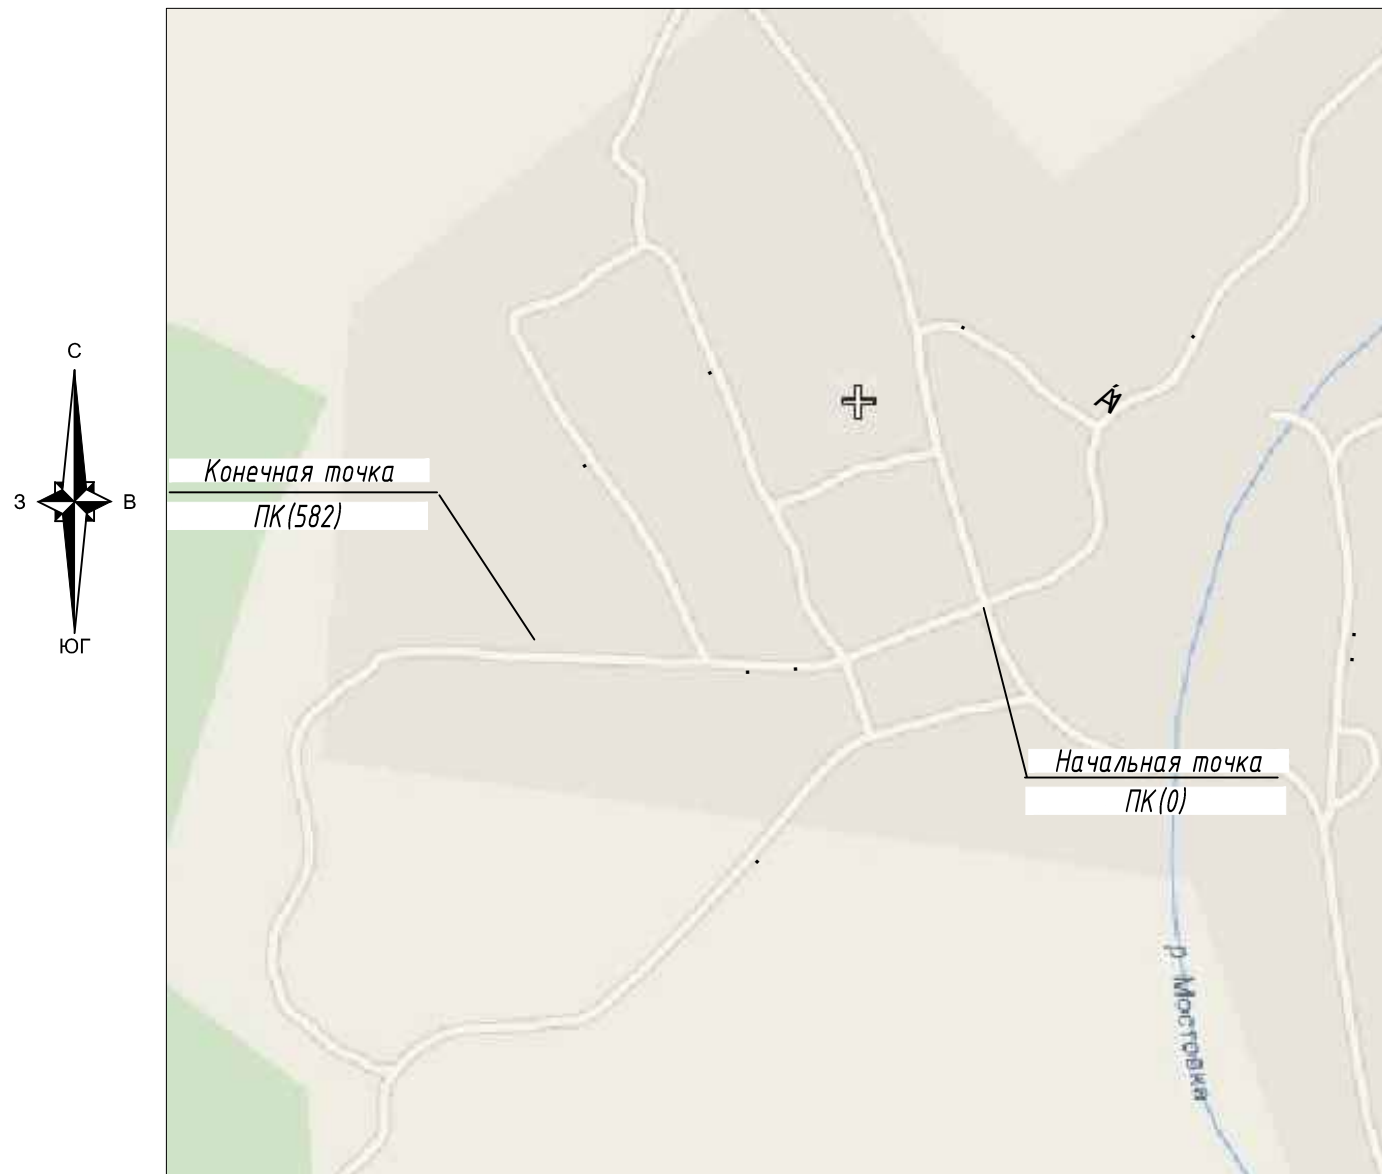 С
З
В
ЮГ
Конечная точка
ПК(582)
Начальная точка
ПК(0)
р. Мостовка